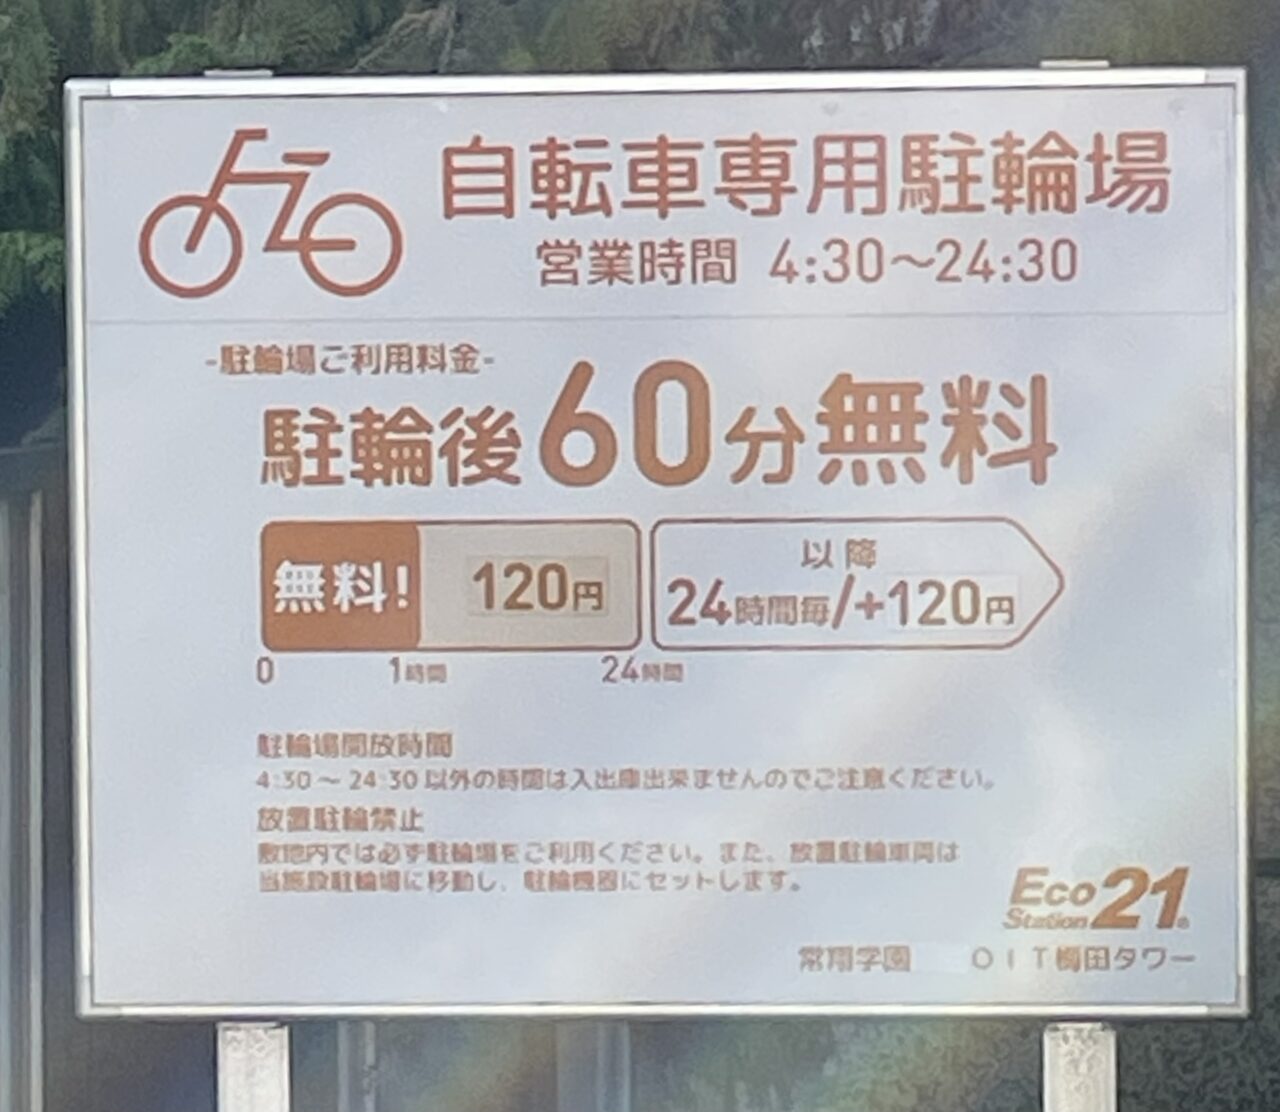 自転車専用駐輪場
営業時間 4:30～24:30
-駐輪場ご利用料金-
駐輪後60分無料
無料! 120円
以降
24時間毎/+120円
0 1時間 24時間
駐輪場開放時間
4:30～24:30以外の時間は入出庫出来ませんのでご注意ください。
放置駐輪禁止
敷地内では必ず駐輪場をご利用ください。また、放置駐輪車両は
当施設駐輪場に移動し、駐輪機器にセットします。
Eco
Station 21
常翔学園 OIT梅田タワー